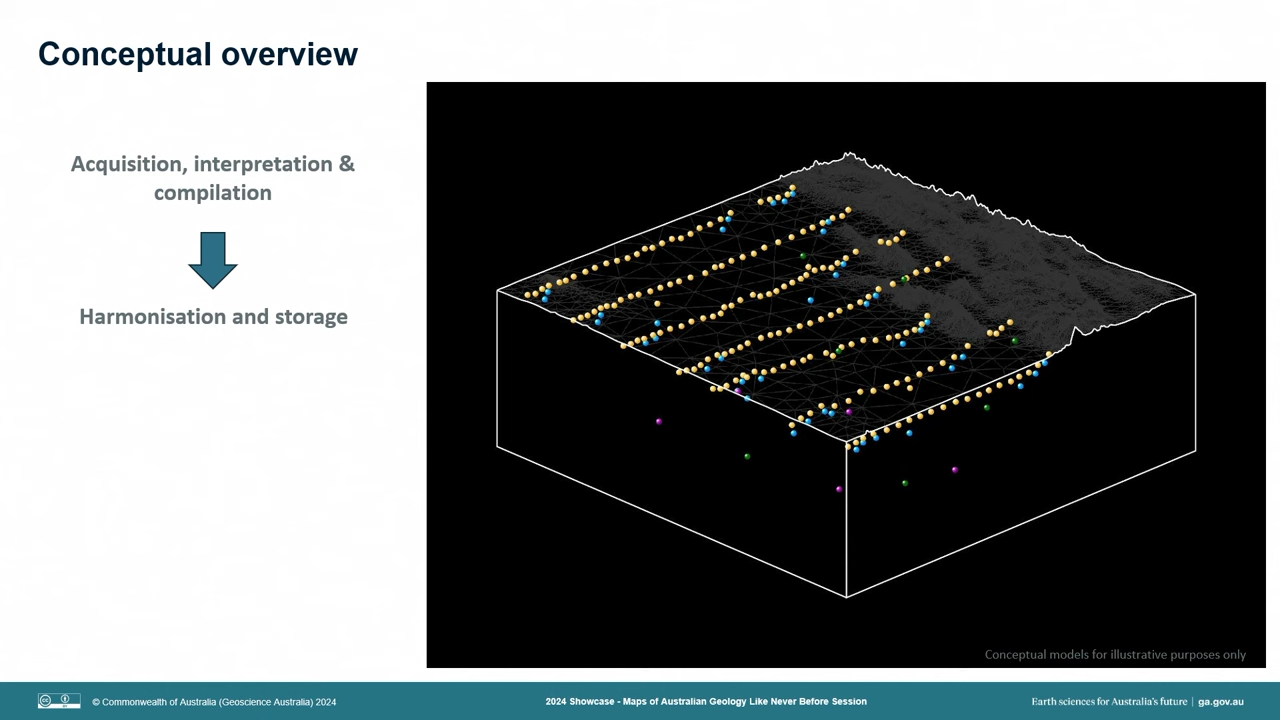 Conceptual overview
Acquisition, interpretation &
compilation
Harmonisation and storage
Conceptual models for illustrative purposes only
© Commonwealth of Australia (Geoscience Australia) 2024
2024 Showcase - Maps of Australian Geology Like Never Before Session
Earth sciences for Australia's future | ga.gov.au